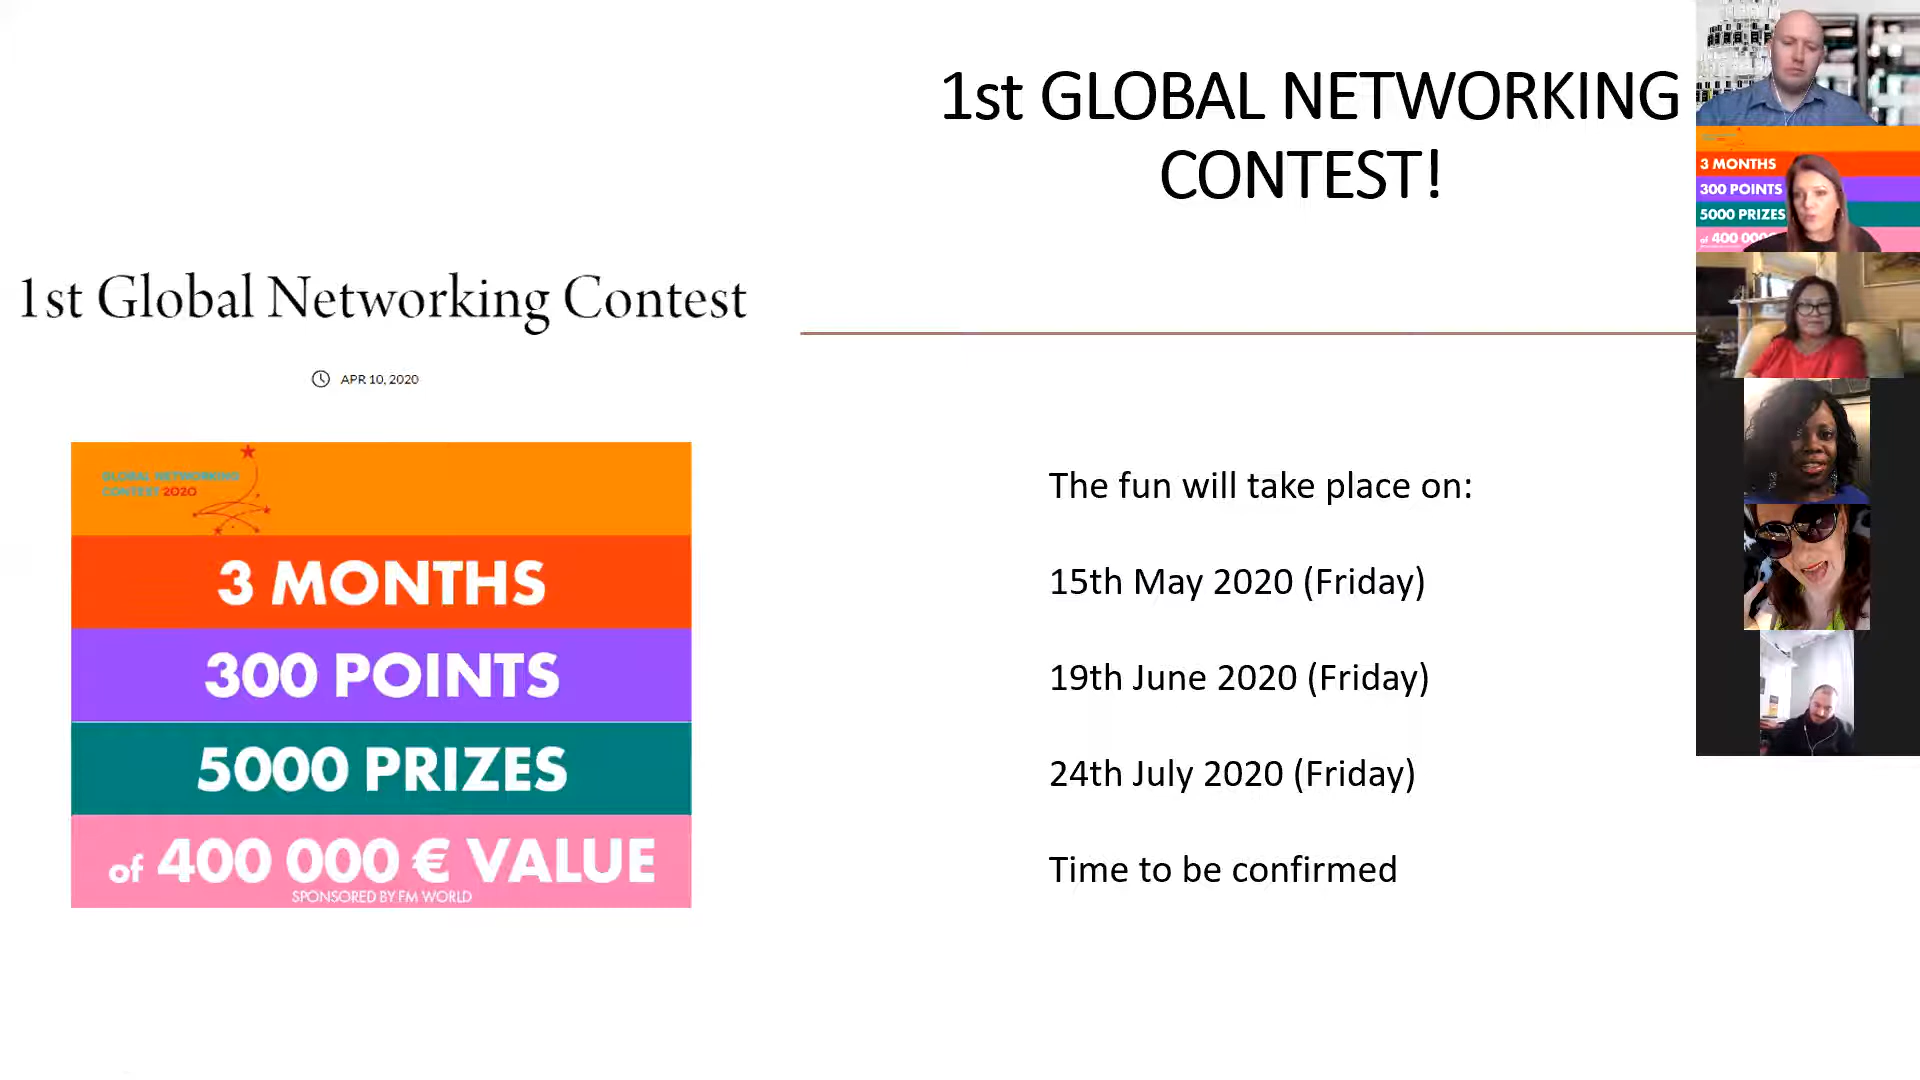 1st GLOBAL NETWORKING
CONTEST!
1st Global Networking Contest
APR 10, 2020
GLOBAL NETWORKING
CONTEST 2020
3 MONTHS
300 POINTS
5000 PRIZES
of 400 000 € VALUE
SPONSORED BY FM WORLD
The fun will take place on:
15th May 2020 (Friday)
19th June 2020 (Friday)
24th July 2020 (Friday)
Time to be confirmed
3 MONTHS
300 POINTS
5000 PRIZES
of 400 000